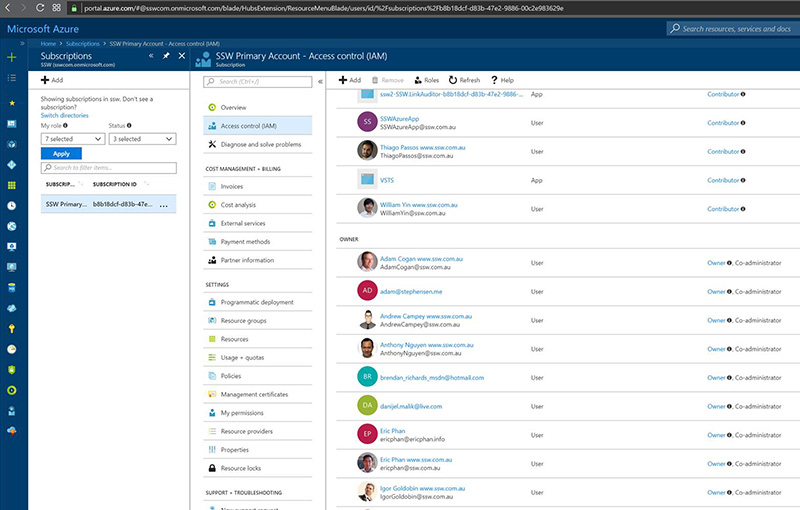 portal.azure.com/#@sswcom.onmicrosoft.com/blade/HubsExtension/ResourceMenuBlade/users/id/%2fsubscriptions%2Fb8b18dcf-d83b-47e2-9886-00c2e983629e
Microsoft Azure
Search resources, services and docs
Home > Subscriptions > SSW Primary Account - Access control (IAM)
Subscriptions
SSW (sswcom.onmicrosoft.com)
Add
Showing subscriptions in ssw. Don't see a
subscription?
Switch directories
My role
Status
7 selected
3 selected
Apply
Search to filter items...
SUBSCRIP...
SUBSCRIPTION ID
SSW Primary...
b8b18dcf-d83b-47e...
...
SSW Primary Account - Access control (IAM)
Subscription
Search (Ctrl+/)
Overview
Access control (IAM)
Diagnose and solve problems
COST MANAGEMENT + BILLING
Invoices
Cost analysis
External services
Payment methods
Partner information
SETTINGS
Programmatic deployment
Resource groups
Resources
Usage + quotas
Policies
Management certificates
My permissions
Resource providers
Properties
Resource locks
SUPPORT + TROUBLESHOOTING
New support request
Add
Remove
Roles
Refresh
Help
ssw2-SSW.LinkAuditor-b8b18dcf-d83b-47e2-9886-...
App
Contributor
SS
SSWAzureApp
SSWAzureApp@ssw.com.au
User
Contributor
Thiago Passos www.ssw.com.au
ThiagoPassos@ssw.com.au
User
Contributor
VSTS
App
Contributor
William Yin www.ssw.com.au
WilliamYin@ssw.com.au
User
Contributor
OWNER
Adam Cogan www.ssw.com.au
AdamCogan@ssw.com.au
User
Owner , Co-administrator
AD
adam@stephensen.me
User
Owner , Co-administrator
Andrew Campey www.ssw.com.au
AndrewCampey@ssw.com.au
User
Owner , Co-administrator
Anthony Nguyen www.ssw.com.au
AnthonyNguyen@ssw.com.au
User
Owner , Co-administrator
BR
brendan_richards_msdn@hotmail.com
User
Owner , Co-administrator
DA
danijel.malik@live.com
User
Owner , Co-administrator
EP
Eric Phan
ericphan@ericphan.info
User
Owner , Co-administrator
Eric Phan www.ssw.com.au
ericphan@ssw.com.au
User
Owner , Co-administrator
Igor Goldobin www.ssw.com.au
IgorGoldobin@ssw.com.au
User
Owner , Co-administrator